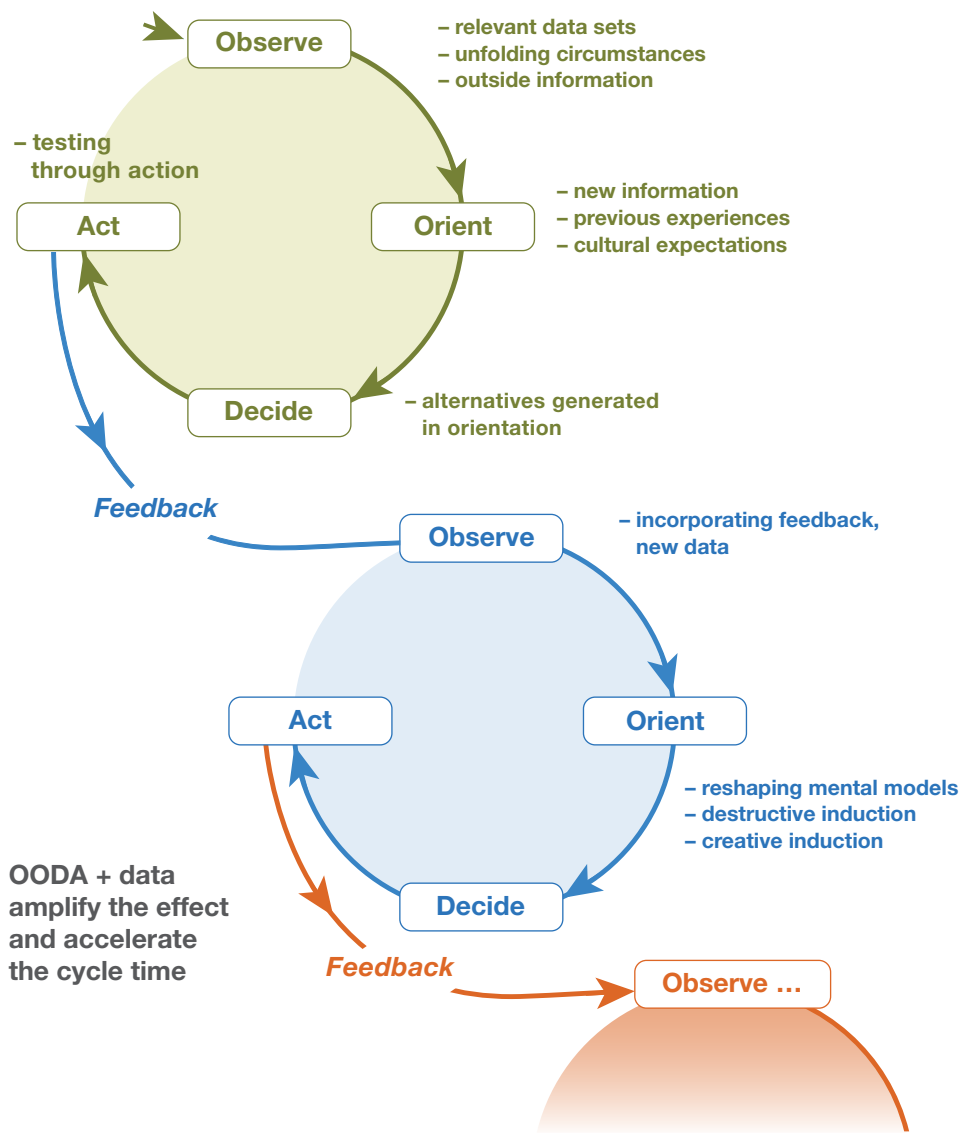 Observe
– relevant data sets
– unfolding circumstances
– outside information
– testing
through action
Act
Orient
– new information
– previous experiences
– cultural expectations
Decide
– alternatives generated
in orientation
Feedback
Observe
– incorporating feedback,
new data
Act
Orient
– reshaping mental models
– destructive induction
– creative induction
Decide
OODA + data
amplify the effect
and accelerate
the cycle time
Feedback
Observe ...